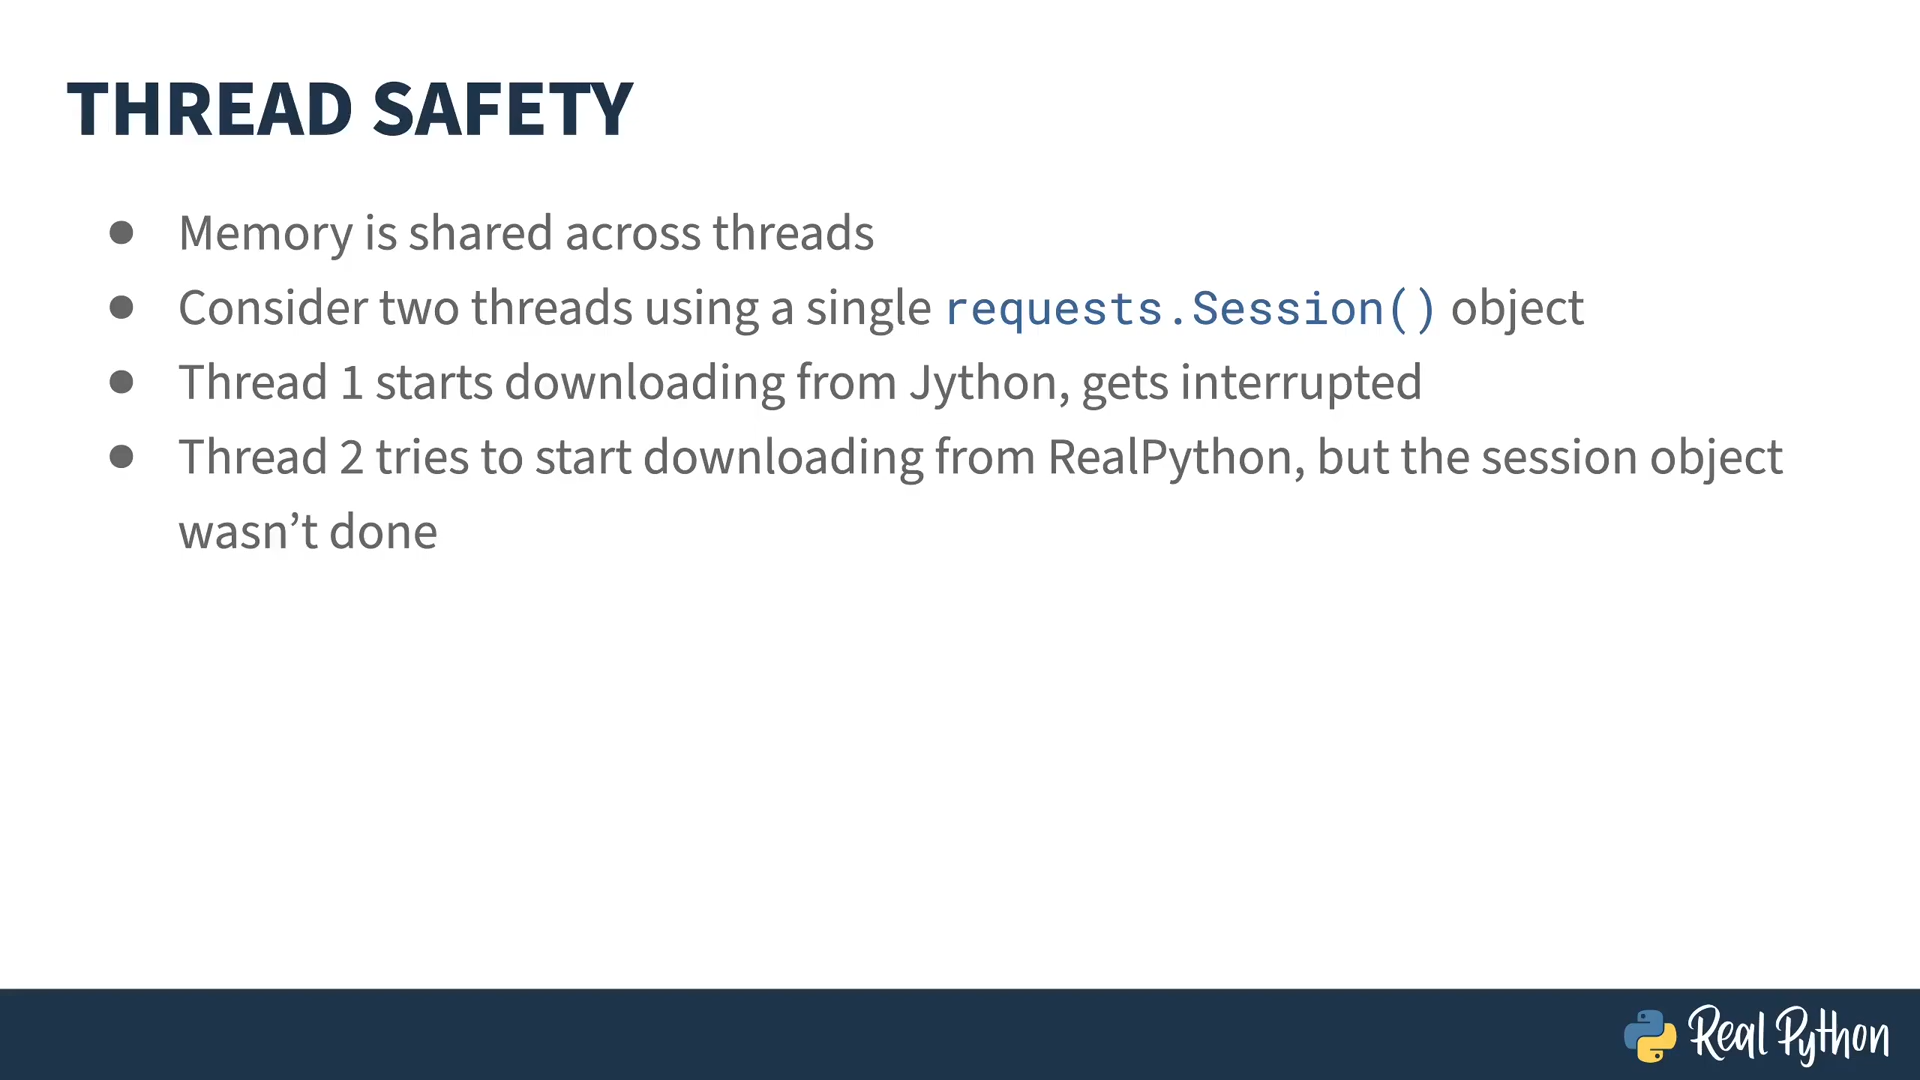 THREAD SAFETY
● Memory is shared across threads
● Consider two threads using a single requests.Session() object
● Thread 1 starts downloading from Jython, gets interrupted
● Thread 2 tries to start downloading from RealPython, but the session object
wasn’t done
Real Python